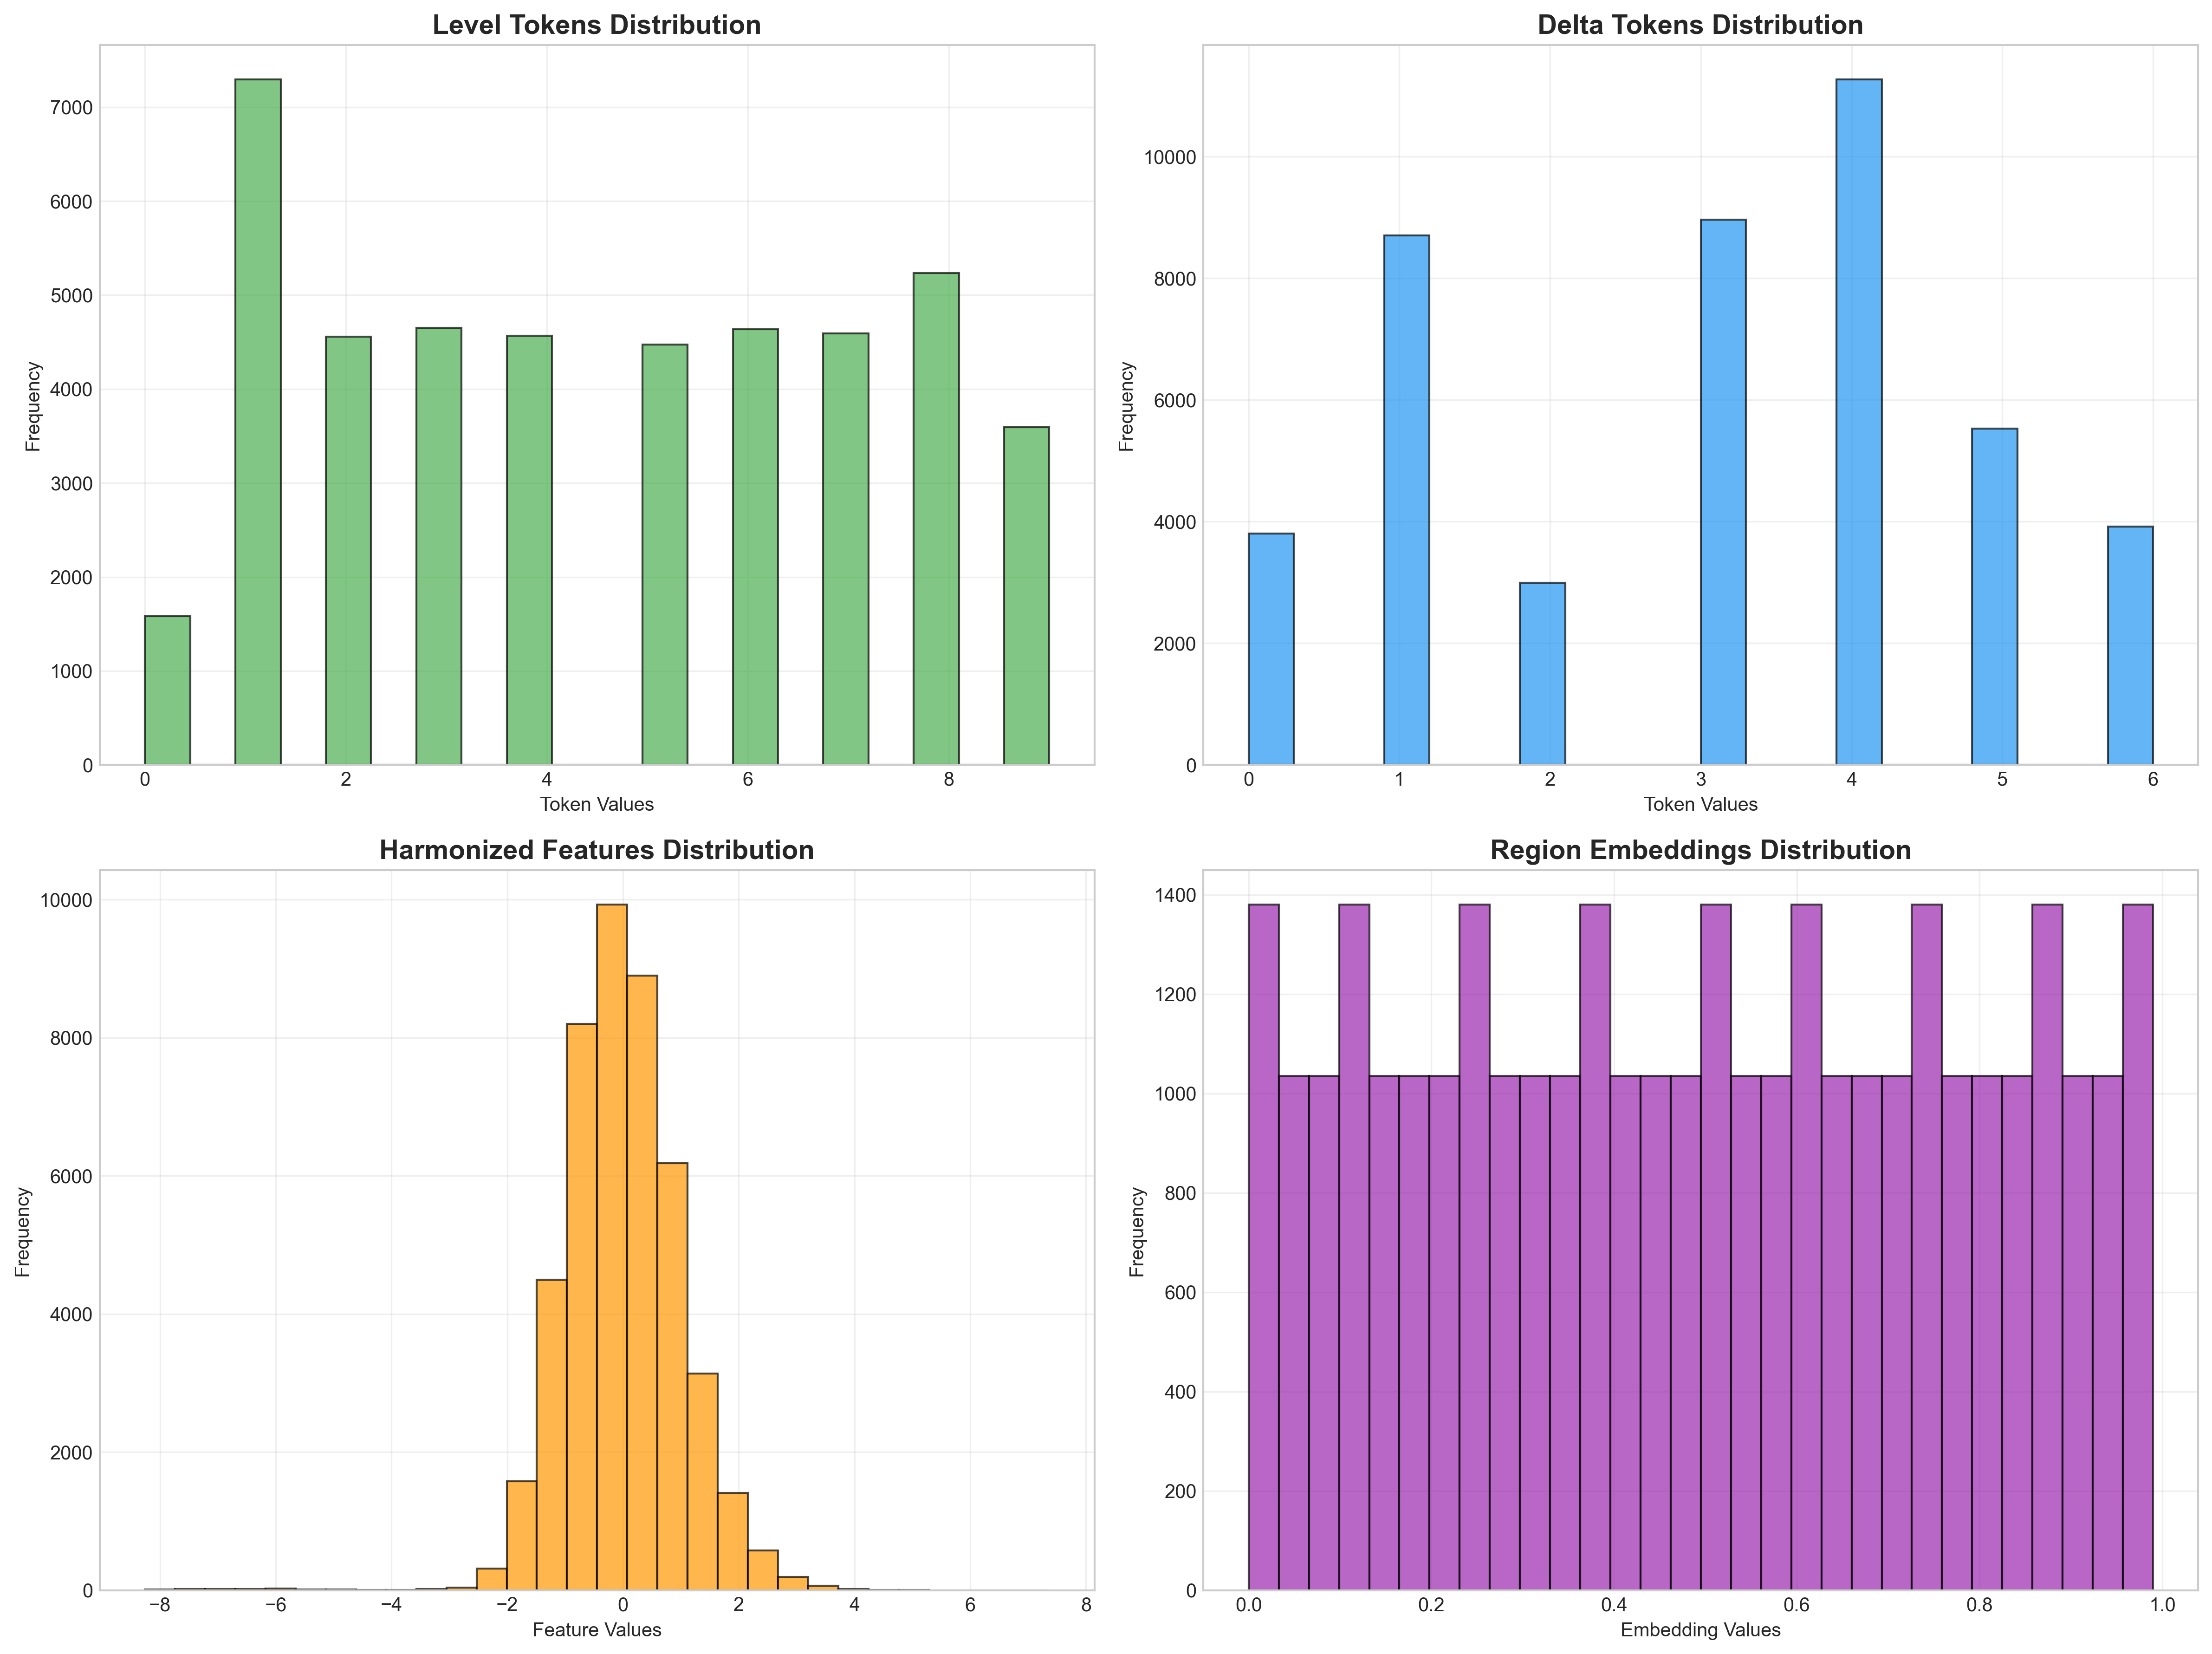 Level Tokens Distribution
Frequency
7000
6000
5000
4000
3000
2000
1000
0
0 2 4 6 8
Token Values
Delta Tokens Distribution
Frequency
10000
8000
6000
4000
2000
0
0 1 2 3 4 5 6
Token Values
Harmonized Features Distribution
Frequency
10000
8000
6000
4000
2000
0
−8 −6 −4 −2 0 2 4 6 8
Feature Values
Region Embeddings Distribution
Frequency
1400
1200
1000
800
600
400
200
0
0.0 0.2 0.4 0.6 0.8 1.0
Embedding Values